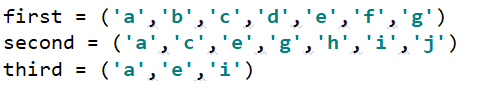 first = ('a','b','c','d','e','f','g')
second = ('a','c','e','g','h','i','j')
third = ('a','e','i')